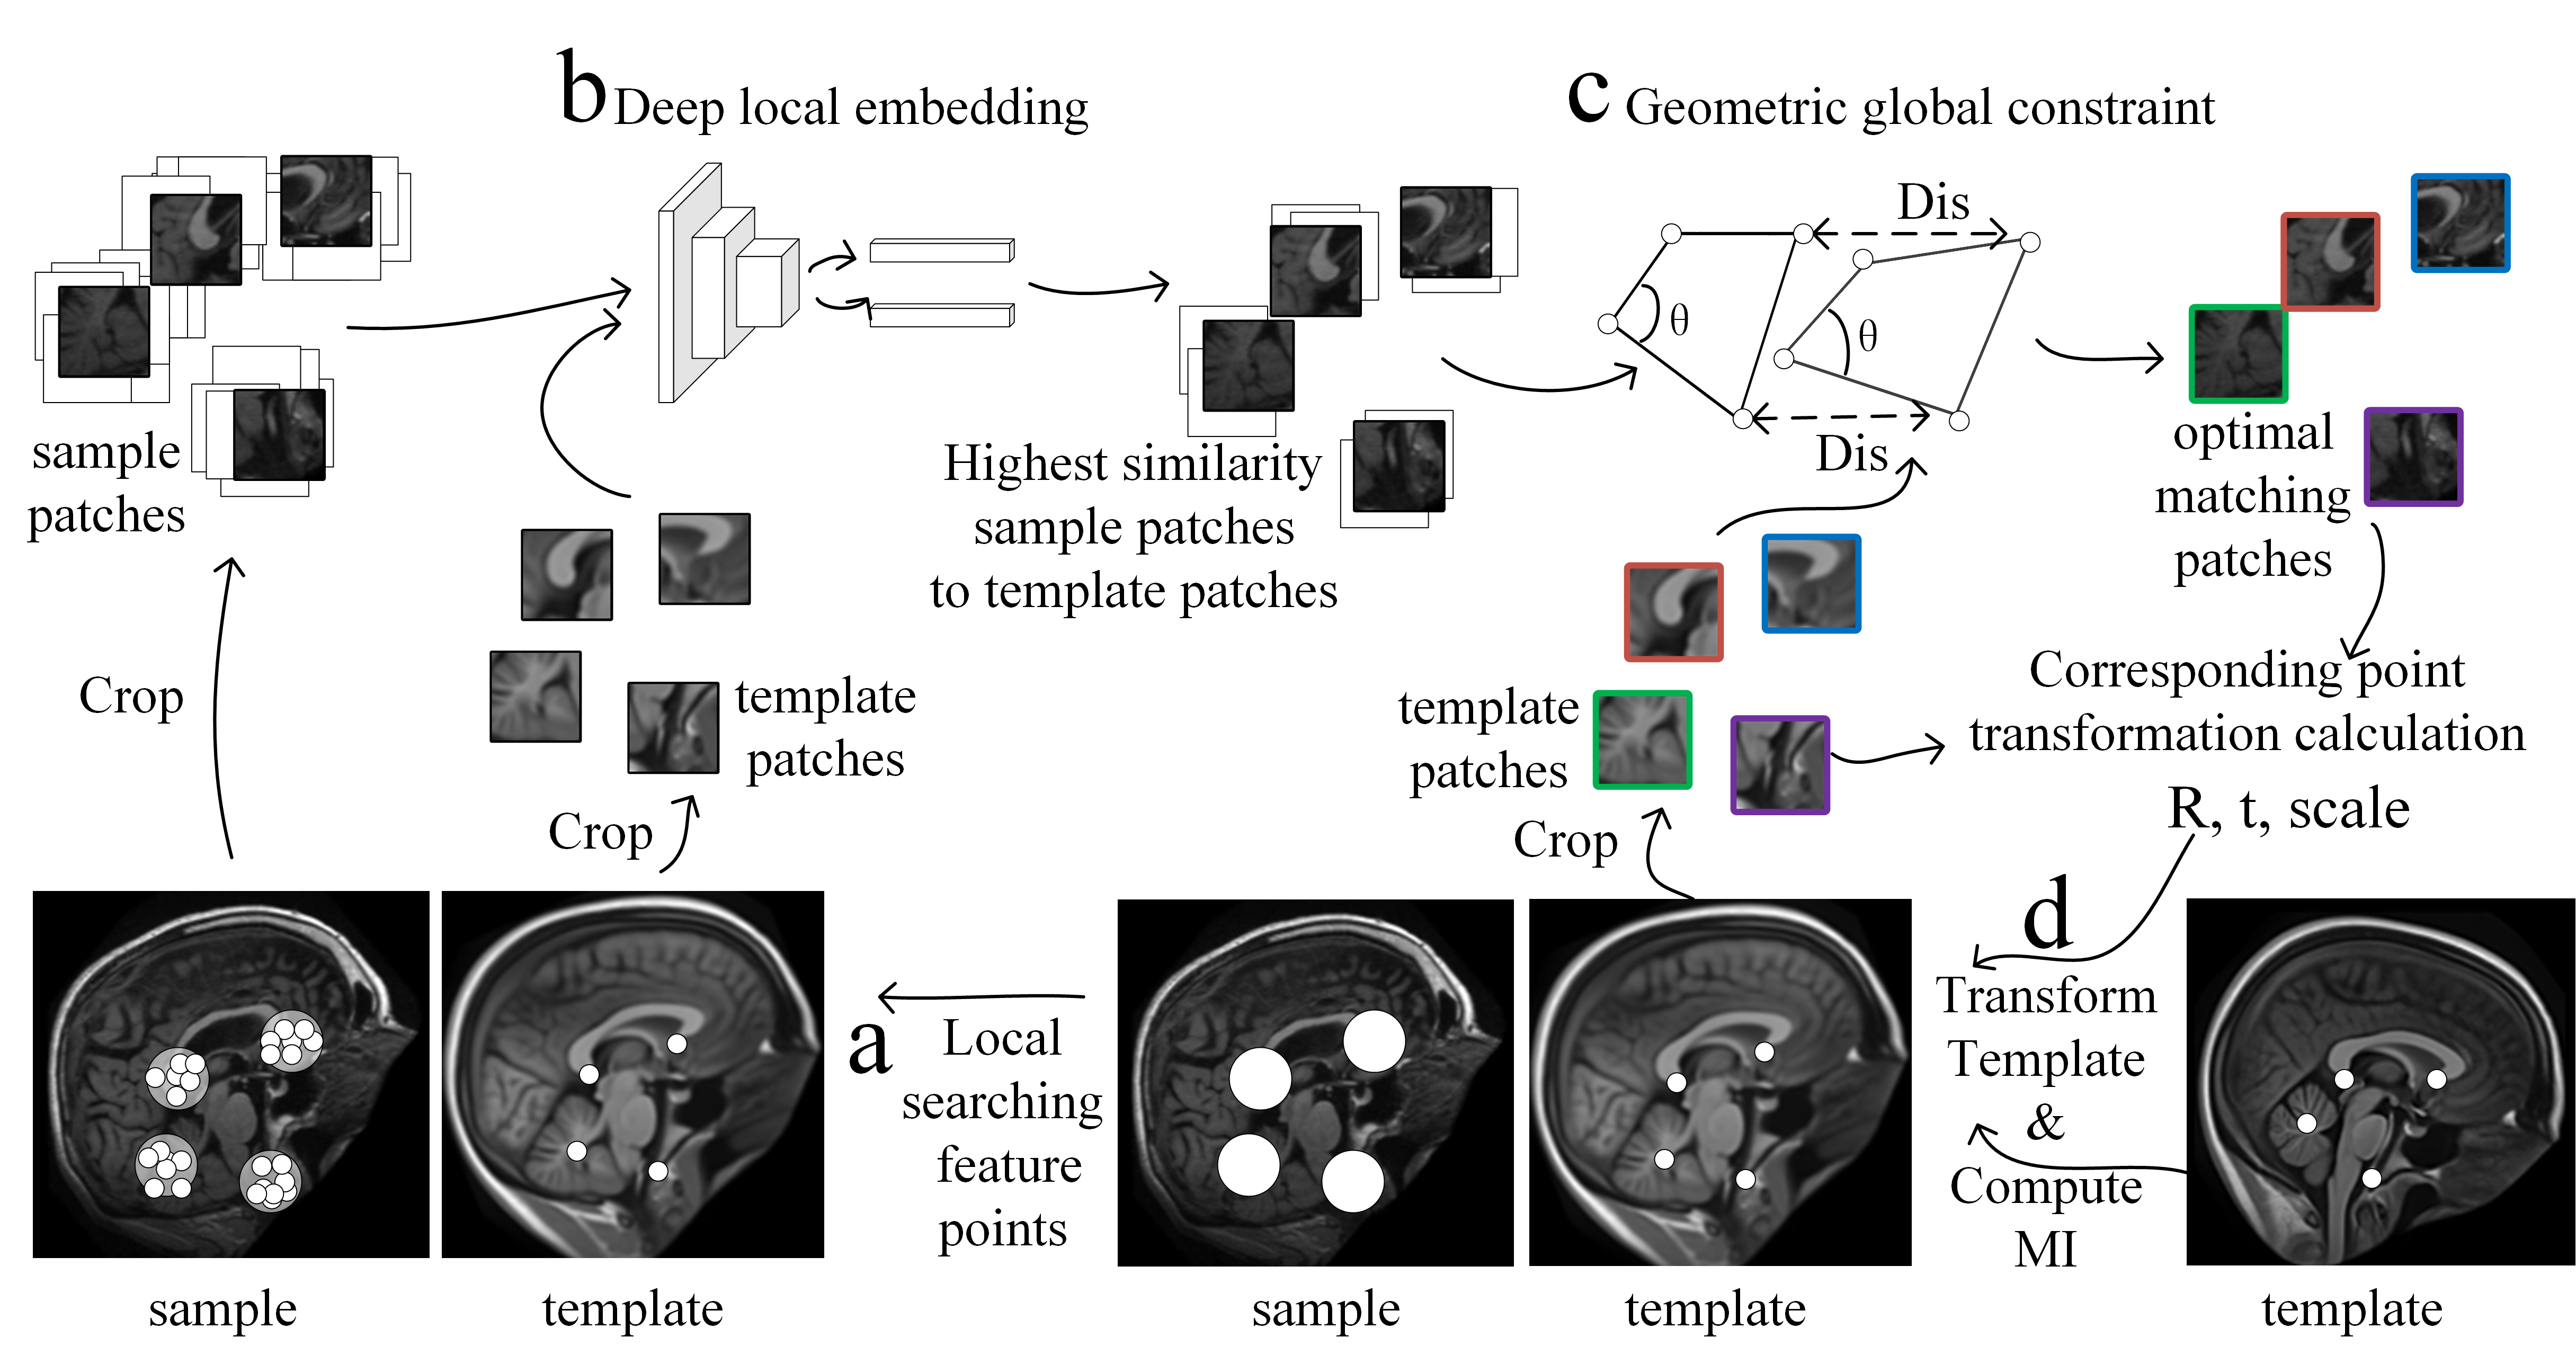 b Deep local embedding
c Geometric global constraint
Dis
θ
θ
Dis
sample
patches
Highest similarity
sample patches
to template patches
optimal
matching
patches
Crop
template
patches
Crop
template
patches
Crop
Corresponding point
transformation calculation
R, t, scale
a
Local
searching
feature
points
d
Transform
Template
&
Compute
MI
sample
template
sample
template
template